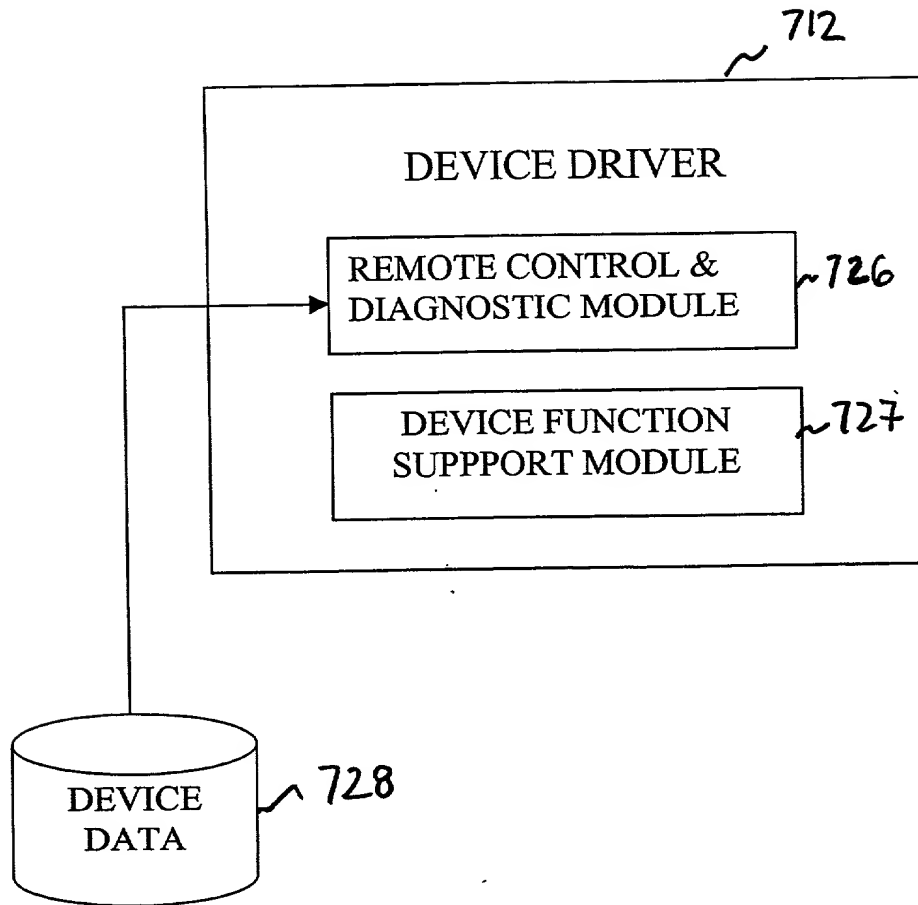 712
DEVICE DRIVER
REMOTE CONTROL &
DIAGNOSTIC MODULE
726
DEVICE FUNCTION
SUPPPORT MODULE
727
DEVICE
DATA
728